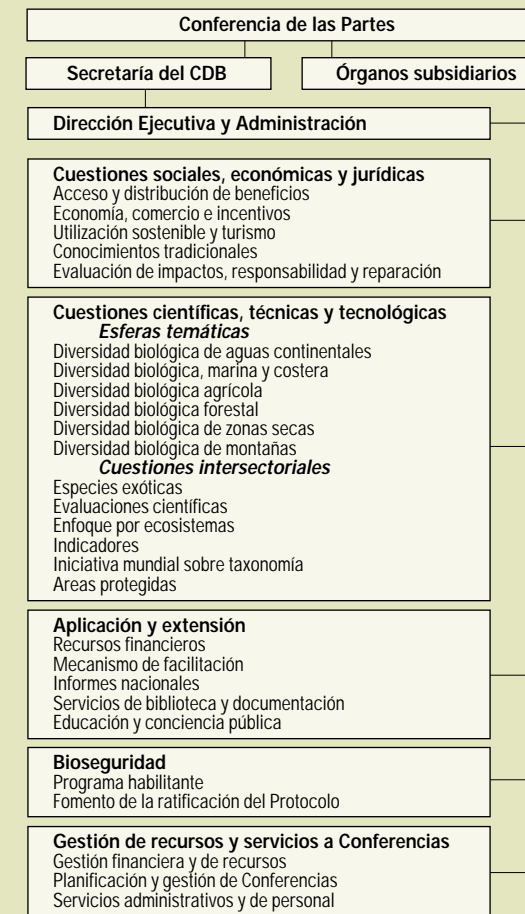 Conferencia de las Partes
Secretaría del CDB
Órganos subsidiarios
Dirección Ejecutiva y Administración
Cuestiones sociales, económicas y jurídicas
Acceso y distribución de beneficios
Economía, comercio e incentivos
Utilización sostenible y turismo
Conocimientos tradicionales
Evaluación de impactos, responsabilidad y reparación
Cuestiones científicas, técnicas y tecnológicas
Esferas temáticas
Diversidad biológica de aguas continentales
Diversidad biológica, marina y costera
Diversidad biológica agrícola
Diversidad biológica forestal
Diversidad biológica de zonas secas
Diversidad biológica de montañas
Cuestiones intersectoriales
Especies exóticas
Evaluaciones científicas
Enfoque por ecosistemas
Indicadores
Iniciativa mundial sobre taxonomía
Areas protegidas
Aplicación y extensión
Recursos financieros
Mecanismo de facilitación
Informes nacionales
Servicios de biblioteca y documentación
Educación y conciencia pública
Bioseguridad
Programa habilitante
Fomento de la ratificación del Protocolo
Gestión de recursos y servicios a Conferencias
Gestión financiera y de recursos
Planificación y gestión de Conferencias
Servicios administrativos y de personal